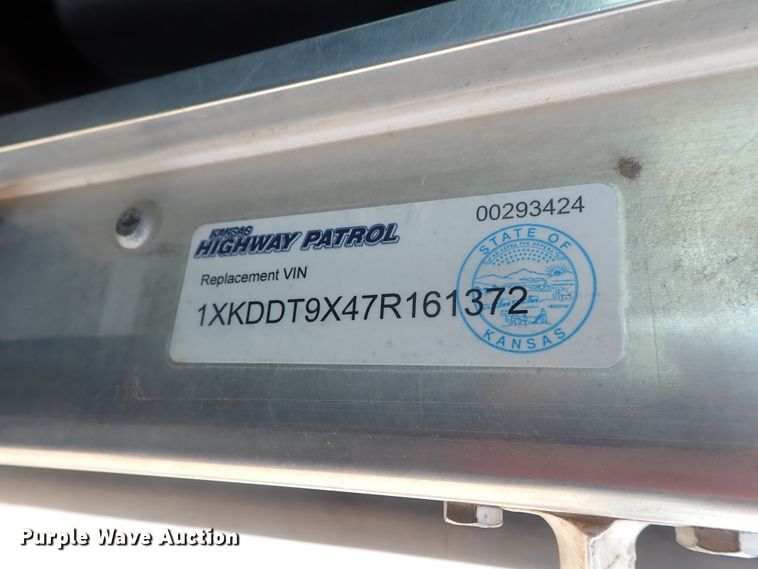 00293424
KANSAS
HIGHWAY PATROL
Replacement VIN
1XKDDT9X47R161372
STATE OF
KANSAS
Purple Wave Auction